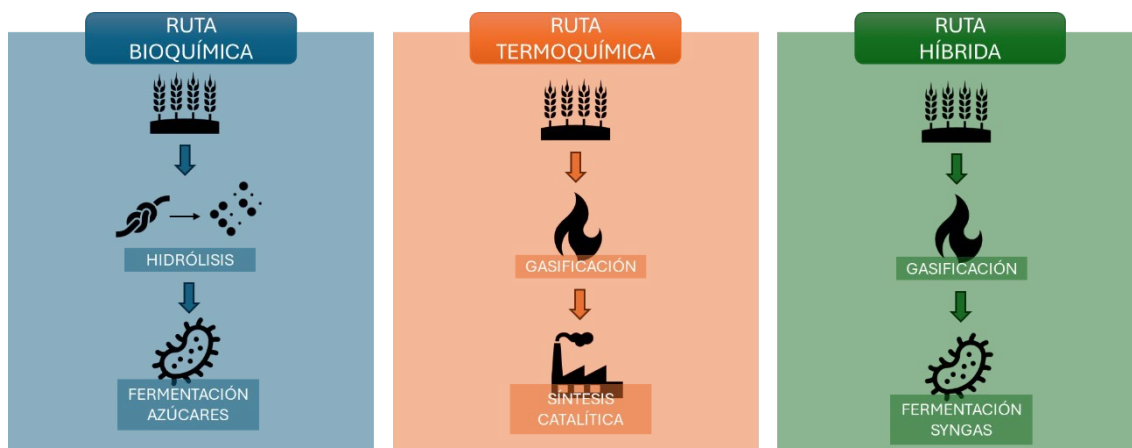 RUTA
BIOQUÍMICA
HIDRÓLISIS
FERMENTACIÓN
AZÚCARES
RUTA
TERMOQUÍMICA
GASIFICACIÓN
SÍNTESIS
CATALÍTICA
RUTA
HÍBRIDA
GASIFICACIÓN
FERMENTACIÓN
SYNGAS